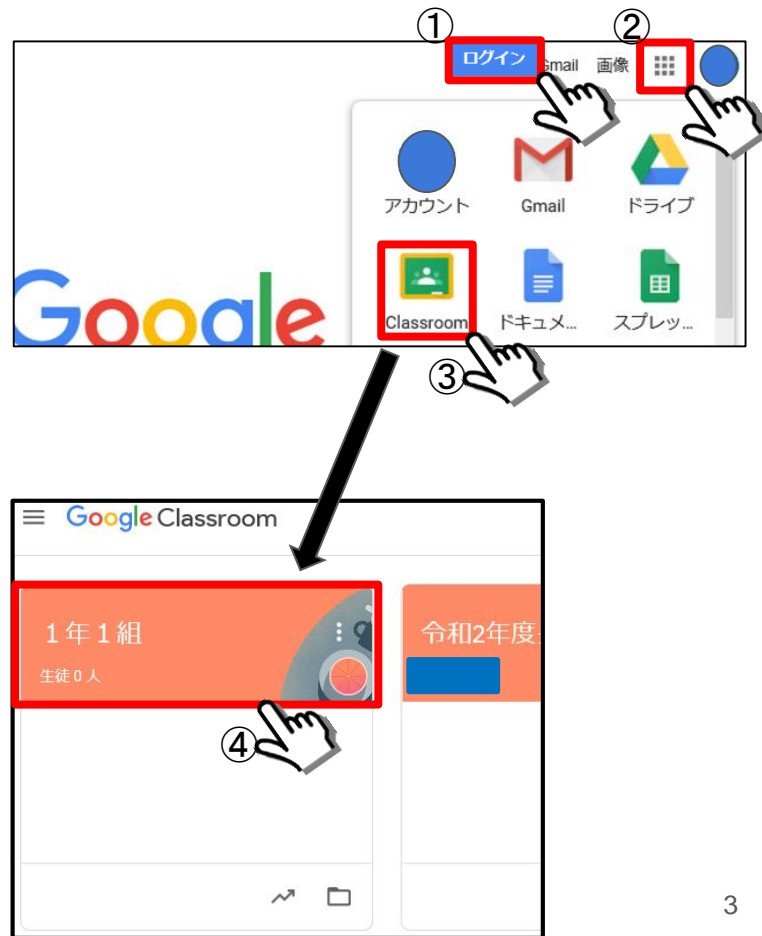 ① ②
ログイン Gmail 画像
アカウント Gmail ドライブ
Google
Classroom ドキュメ... スプレッ...
③
Google Classroom
1年1組
生徒0人
令和2年度
④
3